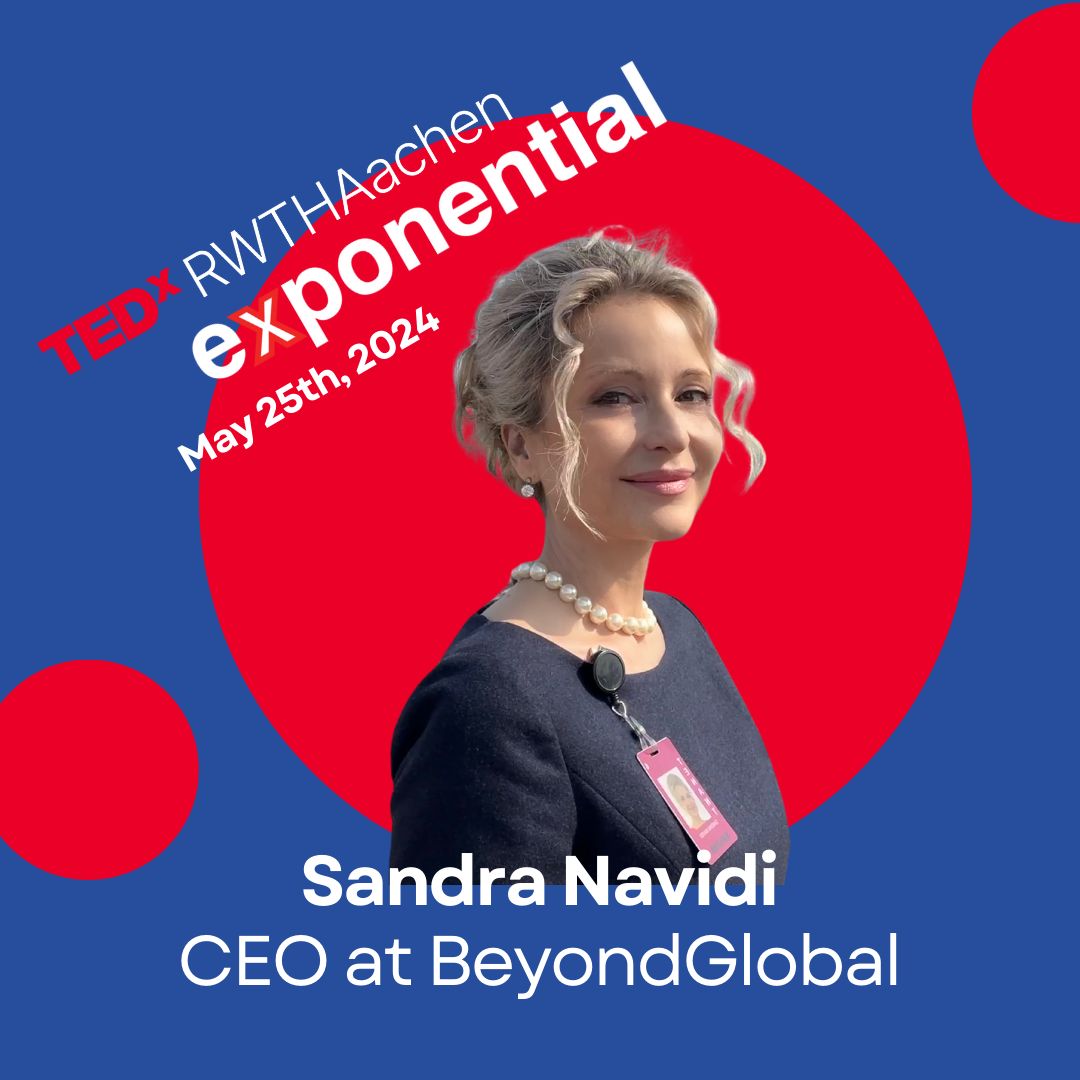 TEDx RWTHAachen
exponential
May 25th, 2024
Sandra Navidi
CEO at BeyondGlobal